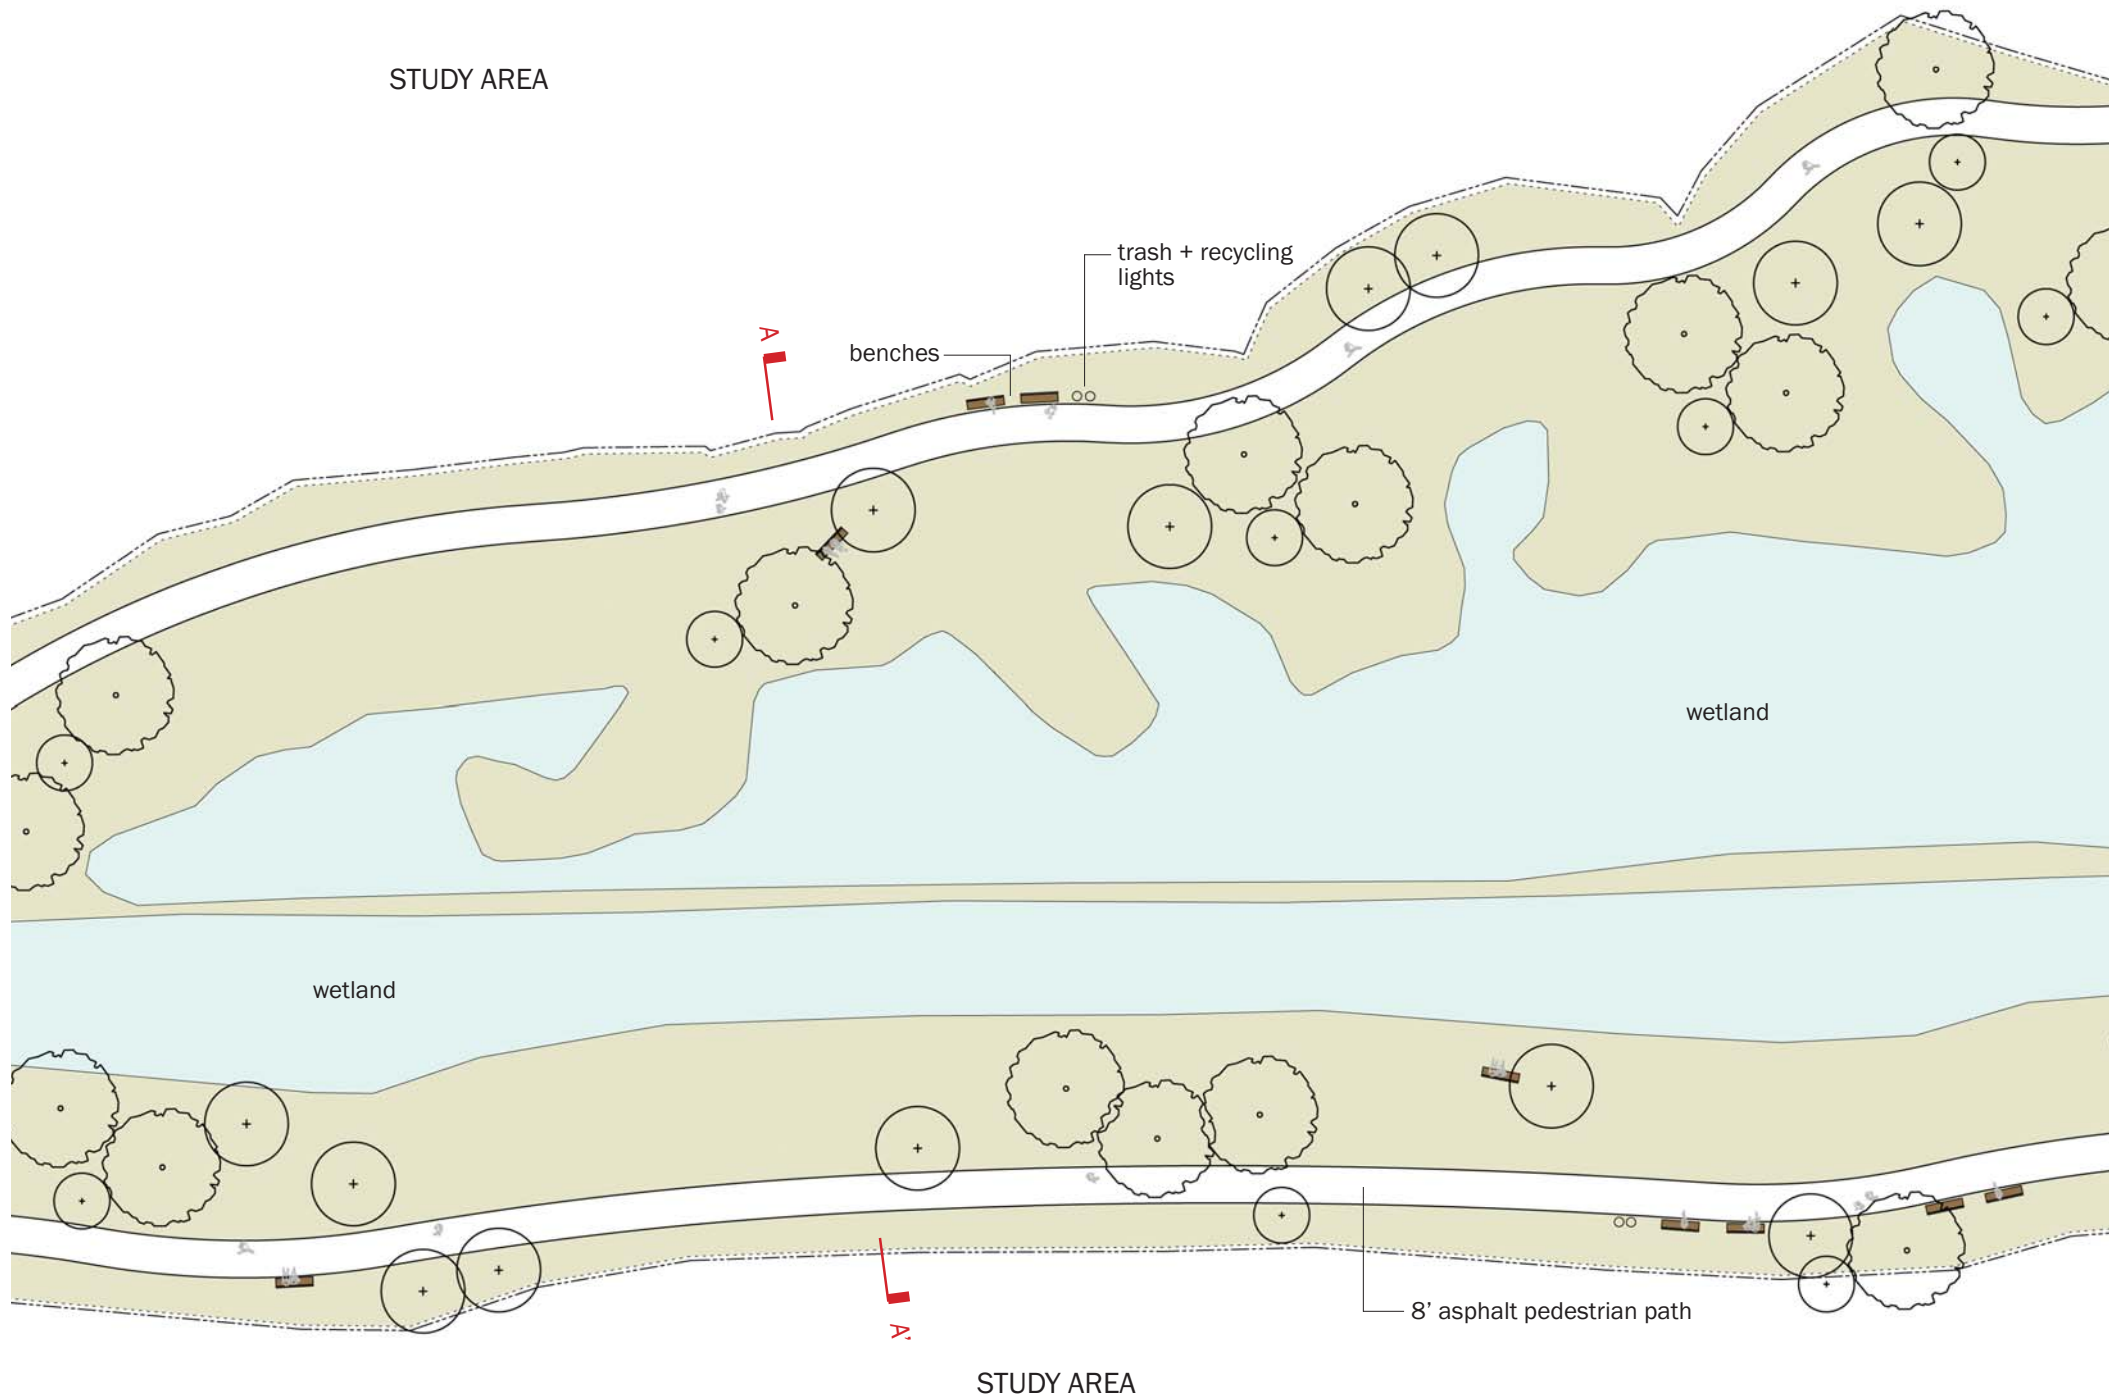 STUDY AREA
trash + recycling
lights
A
benches
wetland
wetland
8' asphalt pedestrian path
A'
STUDY AREA